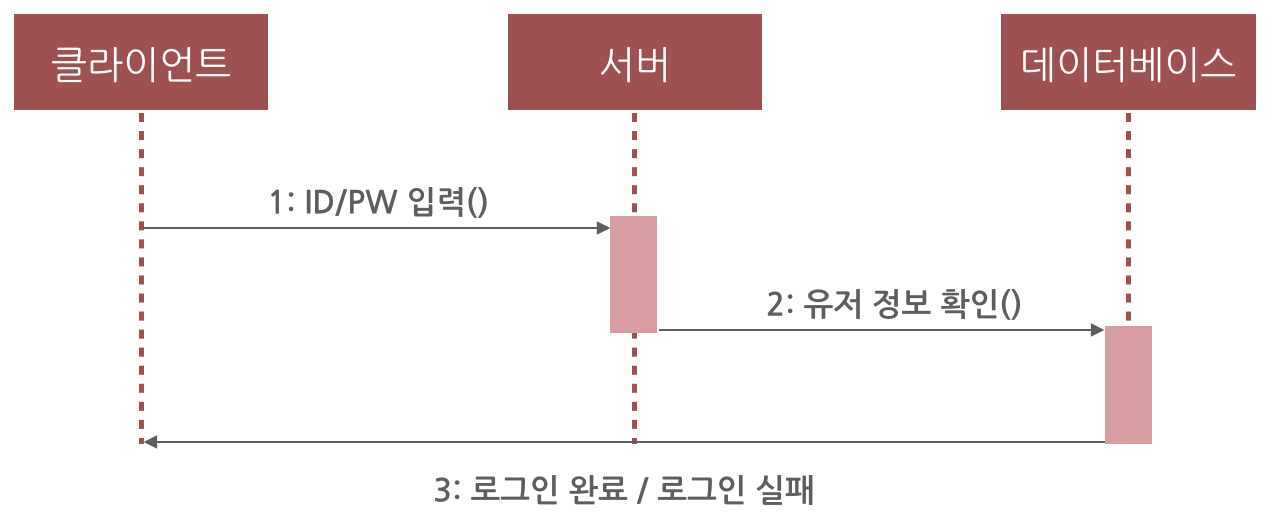 클라이언트
서버
데이터베이스
1: ID/PW 입력()
2: 유저 정보 확인()
3: 로그인 완료 / 로그인 실패